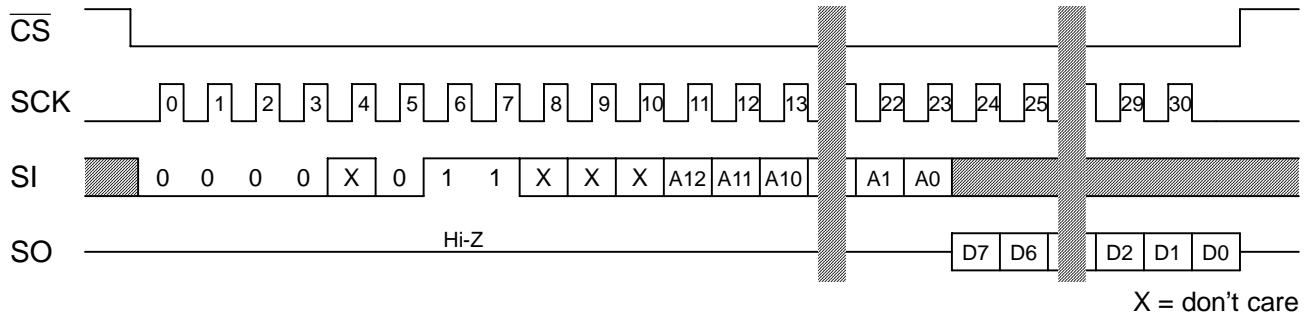 CS
SCK 0 1 2 3 4 5 6 7 8 9 10 11 12 13 22 23 24 25 29 30
SI 0 0 0 0 X 0 1 1 X X X A12 A11 A10 A1 A0
SO Hi-Z D7 D6 D2 D1 D0
X = don't care